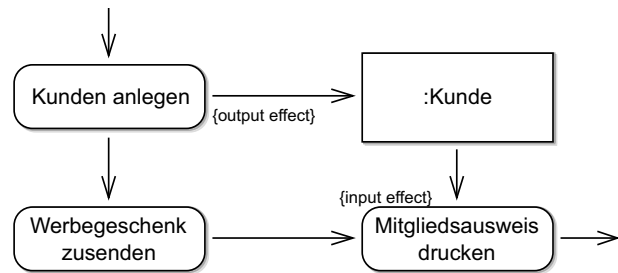 Kunden anlegen
:Kunde
{output effect}
{input effect}
Werbegeschenk
zusenden
Mitgliedsausweis
drucken